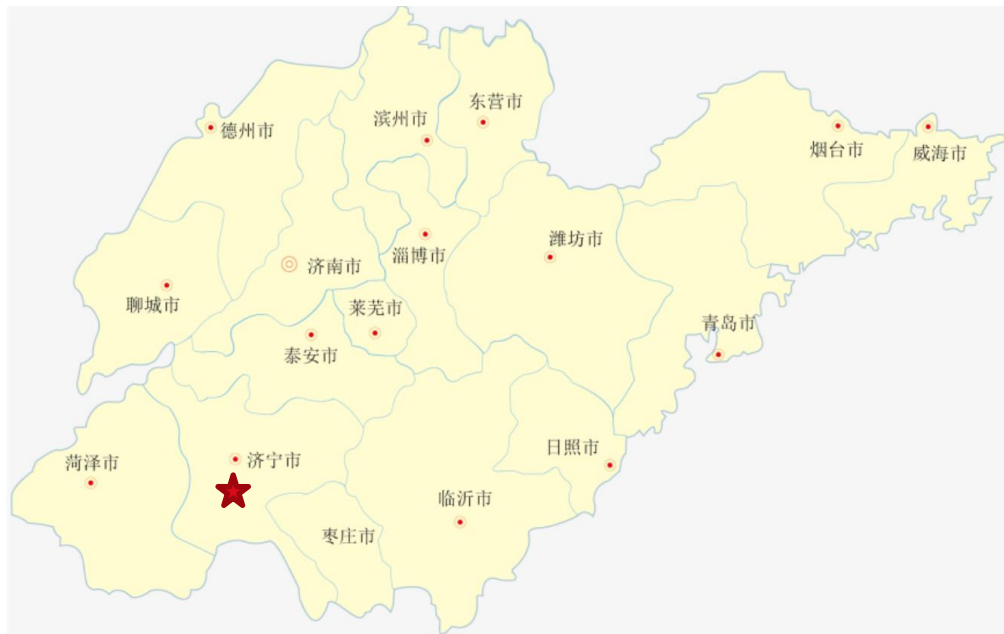 东营市
滨州市
德州市
烟台市
威海市
潍坊市
淄博市
济南市
聊城市
莱芜市
青岛市
泰安市
日照市
济宁市
菏泽市
临沂市
枣庄市